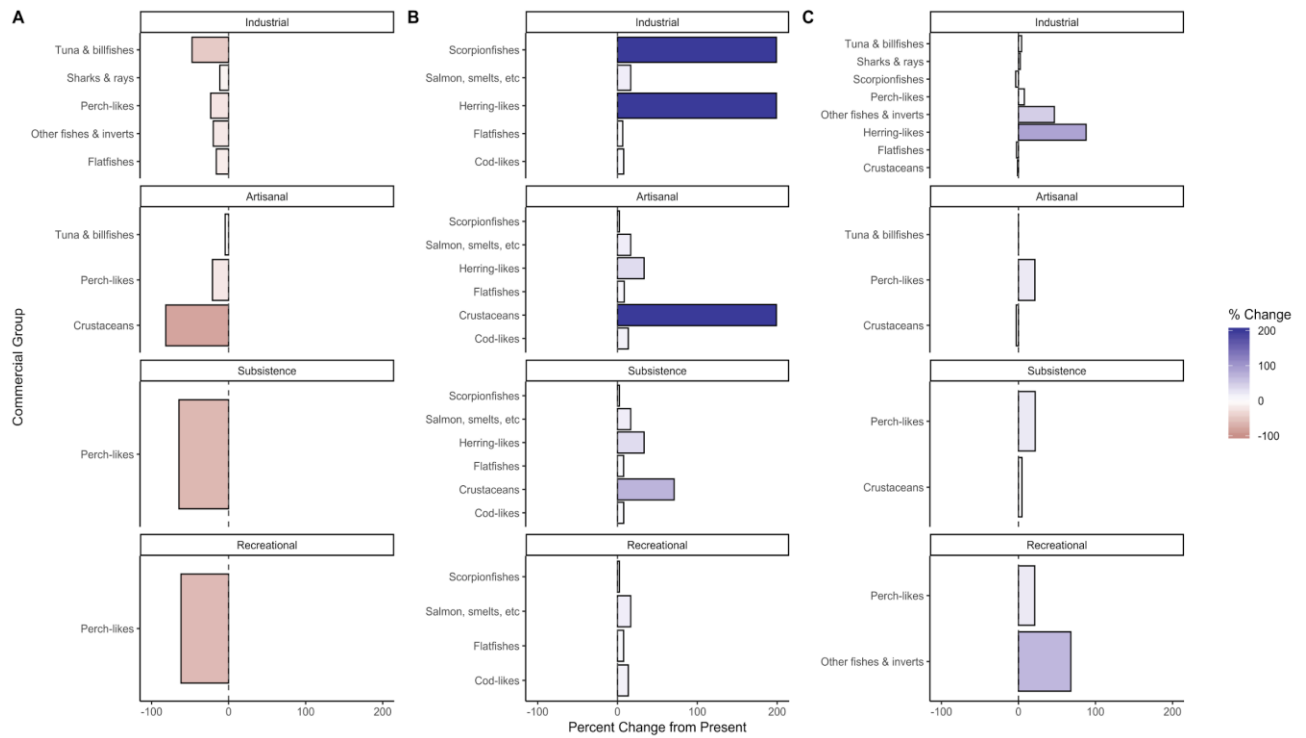 A
Industrial
Tuna & billfishes
Sharks & rays
Perch-likes
Other fishes & inverts
Flatfishes
Artisanal
Tuna & billfishes
Perch-likes
Crustaceans
Subsistence
Perch-likes
Recreational
Perch-likes
-100 0 100 200
Commercial Group
B
Industrial
Scorpionfishes
Salmon, smelts, etc
Herring-likes
Flatfishes
Cod-likes
Artisanal
Scorpionfishes
Salmon, smelts, etc
Herring-likes
Flatfishes
Crustaceans
Cod-likes
Subsistence
Scorpionfishes
Salmon, smelts, etc
Herring-likes
Flatfishes
Crustaceans
Cod-likes
Recreational
Scorpionfishes
Salmon, smelts, etc
Flatfishes
Cod-likes
-100 0 100 200
Percent Change from Present
C
Industrial
Tuna & billfishes
Sharks & rays
Scorpionfishes
Perch-likes
Other fishes & inverts
Herring-likes
Flatfishes
Crustaceans
Artisanal
Tuna & billfishes
Perch-likes
Crustaceans
Subsistence
Perch-likes
Crustaceans
Recreational
Perch-likes
Other fishes & inverts
-100 0 100 200
% Change
200
100
0
-100